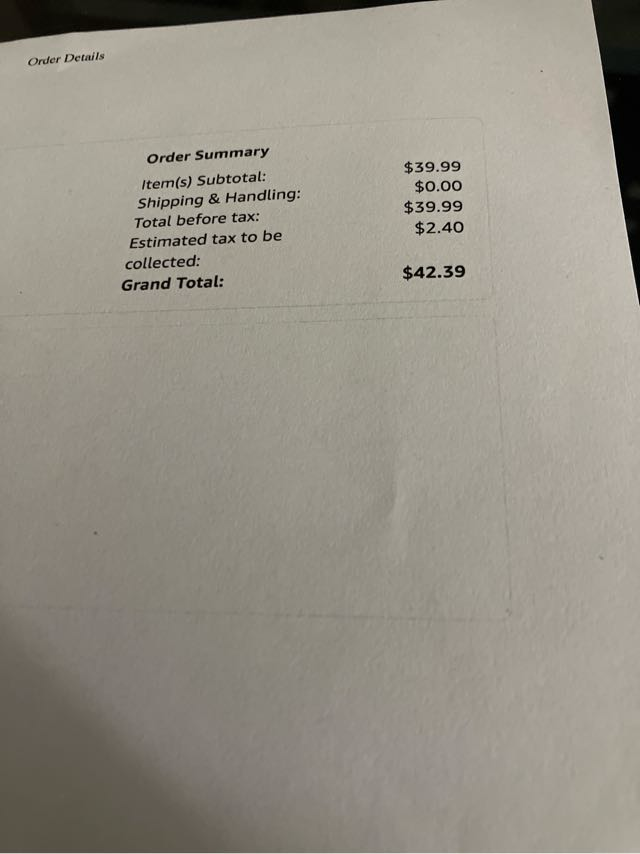 Order Details
Order Summary
Item(s) Subtotal: $39.99
Shipping & Handling: $0.00
Total before tax: $39.99
Estimated tax to be $2.40
collected:
Grand Total: $42.39